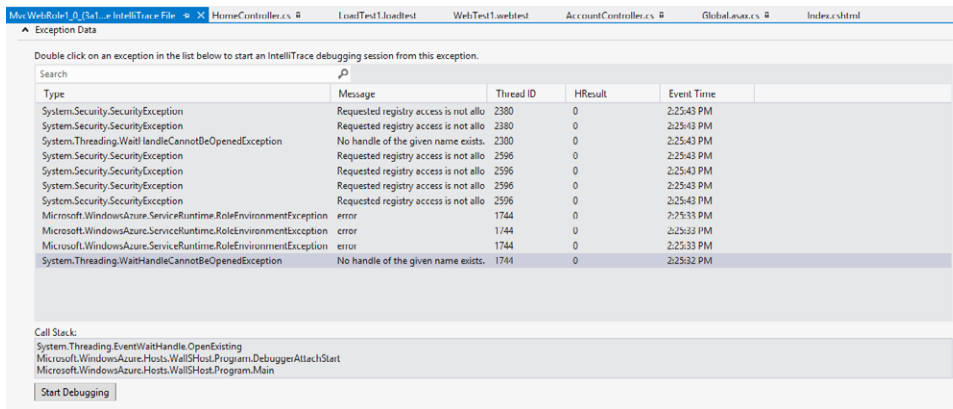 MvcWebRole1_0_(3a1...e IntelliTrace File HomeController.cs LoadTest1.loadtest WebTest1.webtest AccountController.cs Global.asax.cs Index.cshtml
Exception Data
Double click on an exception in the list below to start an IntelliTrace debugging session from this exception.
Search
Type Message Thread ID HResult Event Time
System.Security.SecurityException Requested registry access is not allo 2380 0 2:25:43 PM
System.Security.SecurityException Requested registry access is not allo 2380 0 2:25:43 PM
System.Threading.WaitHandleCannotBeOpenedException No handle of the given name exists. 2380 0 2:25:43 PM
System.Security.SecurityException Requested registry access is not allo 2596 0 2:25:43 PM
System.Security.SecurityException Requested registry access is not allo 2596 0 2:25:43 PM
System.Security.SecurityException Requested registry access is not allo 2596 0 2:25:43 PM
System.Security.SecurityException Requested registry access is not allo 2596 0 2:25:43 PM
Microsoft.WindowsAzure.ServiceRuntime.RoleEnvironmentException error 1744 0 2:25:33 PM
Microsoft.WindowsAzure.ServiceRuntime.RoleEnvironmentException error 1744 0 2:25:33 PM
Microsoft.WindowsAzure.ServiceRuntime.RoleEnvironmentException error 1744 0 2:25:33 PM
System.Threading.WaitHandleCannotBeOpenedException No handle of the given name exists. 1744 0 2:25:32 PM
Call Stack:
System.Threading.EventWaitHandle.OpenExisting
Microsoft.WindowsAzure.Hosts.WaIISHost.Program.DebuggerAttachStart
Microsoft.WindowsAzure.Hosts.WaIISHost.Program.Main
Start Debugging